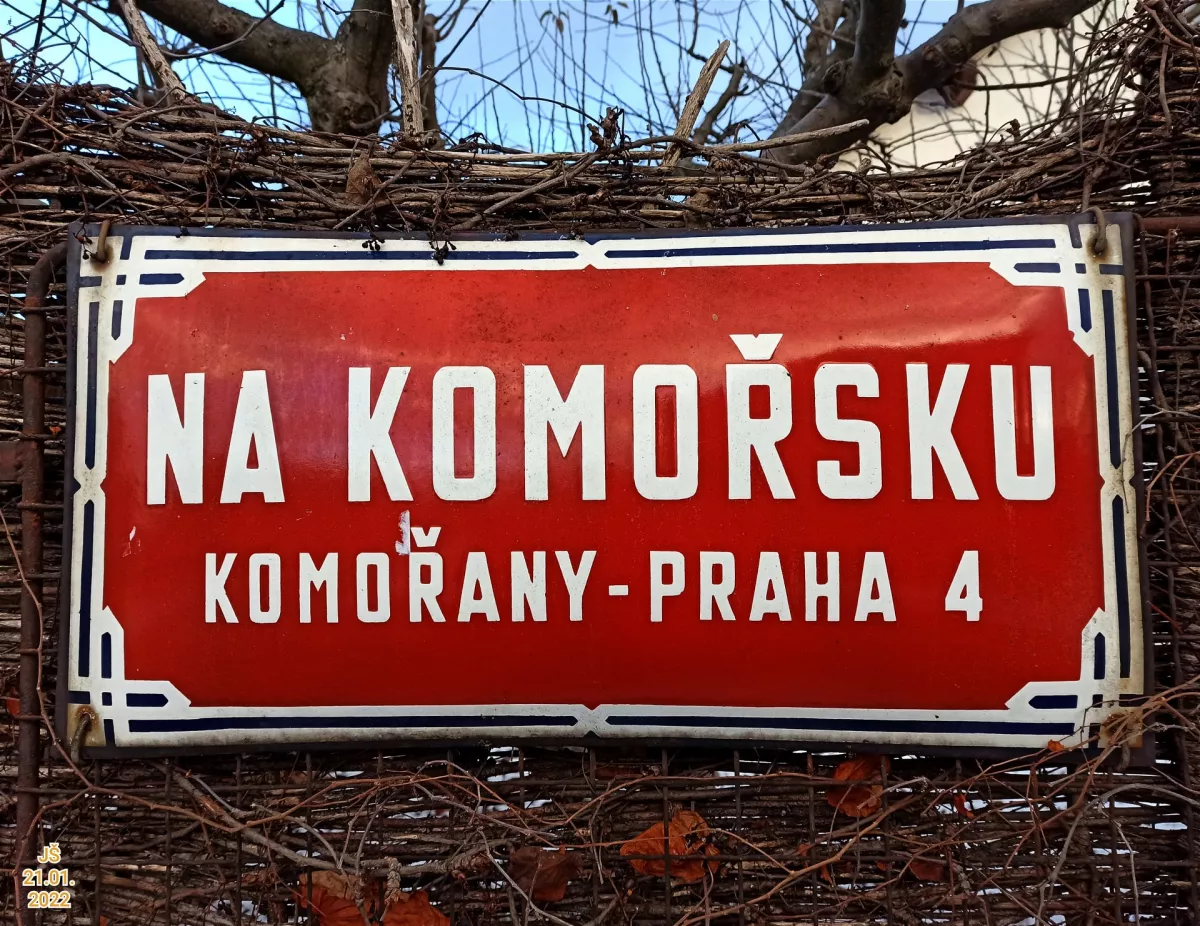 NA KOMOŘSKU
KOMOŘANY-PRAHA 4
JŠ
21.01.
2022